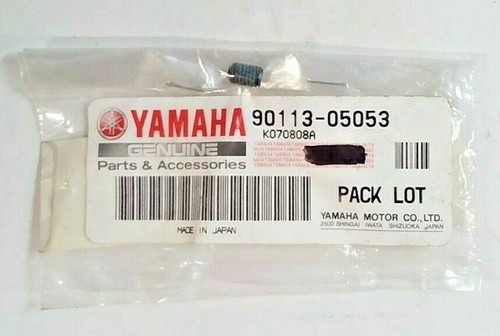 YAMAHA 90113-05053
K070808A
GENUINE
Parts & Accessories
PACK LOT
YAMAHA MOTOR CO., LTD.
2500 SHINGAI IWATA SHIZUOKA JAPAN
MADE IN JAPAN